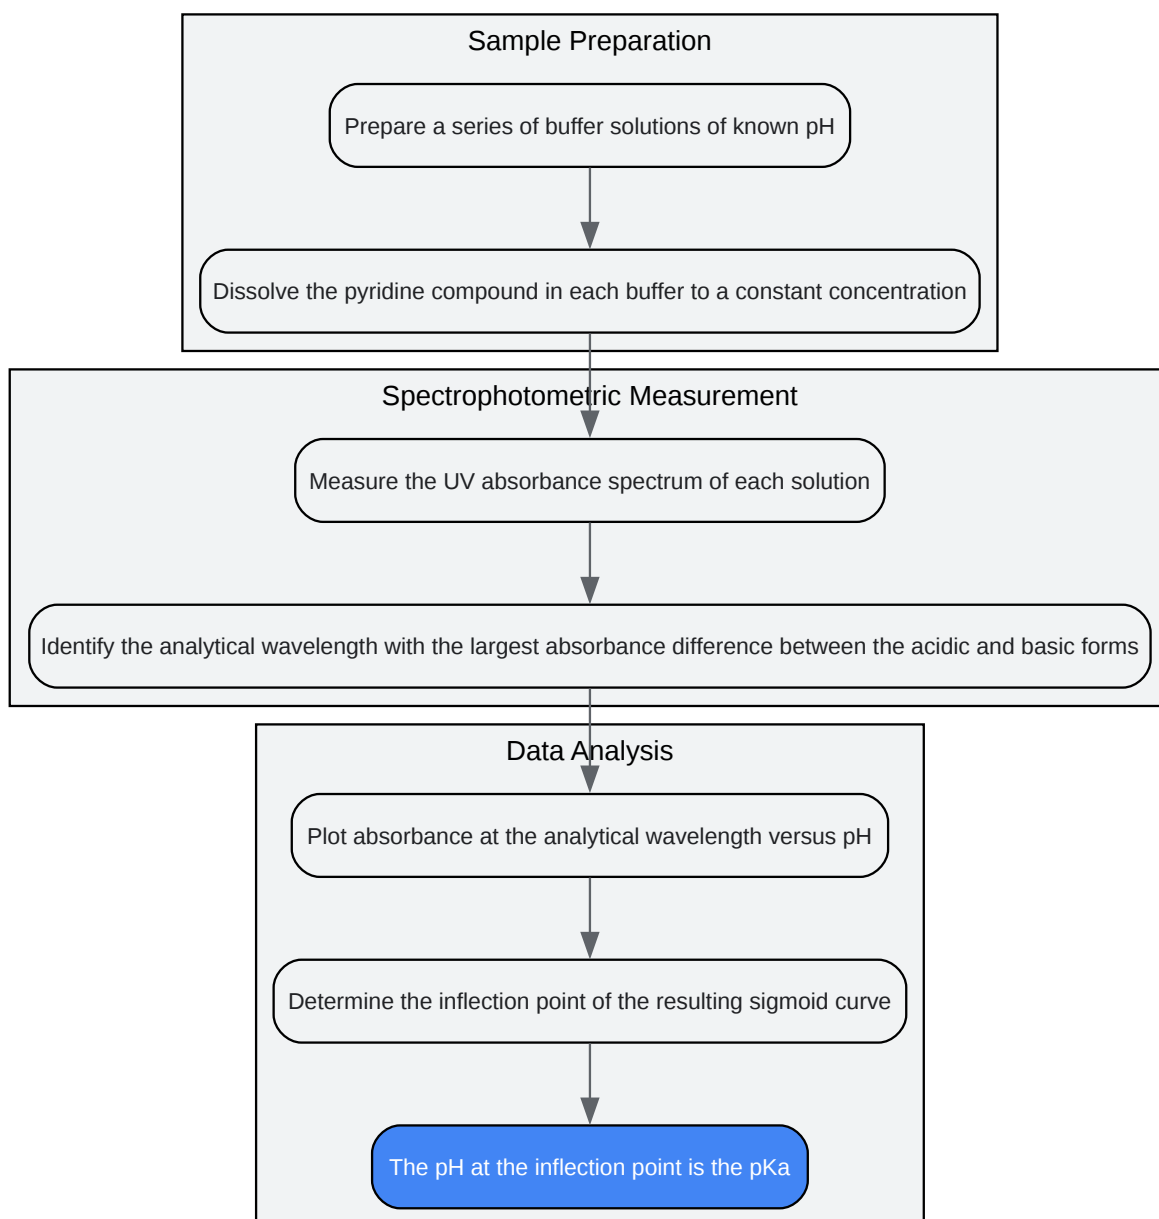 Sample Preparation
Prepare a series of buffer solutions of known pH
Dissolve the pyridine compound in each buffer to a constant concentration
Spectrophotometric Measurement
Measure the UV absorbance spectrum of each solution
Identify the analytical wavelength with the largest absorbance difference between the acidic and basic forms
Data Analysis
Plot absorbance at the analytical wavelength versus pH
Determine the inflection point of the resulting sigmoid curve
The pH at the inflection point is the pKa